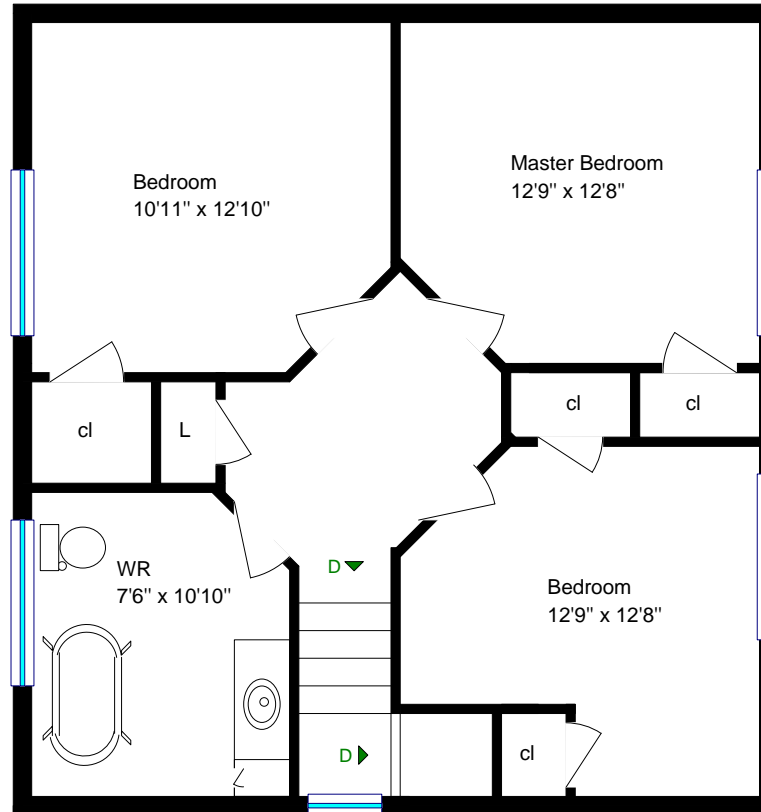 Bedroom
10'11" x 12'10"
Master Bedroom
12'9" x 12'8"
cl
L
cl
cl
WR
7'6" x 10'10"
D
Bedroom
12'9" x 12'8"
D
cl